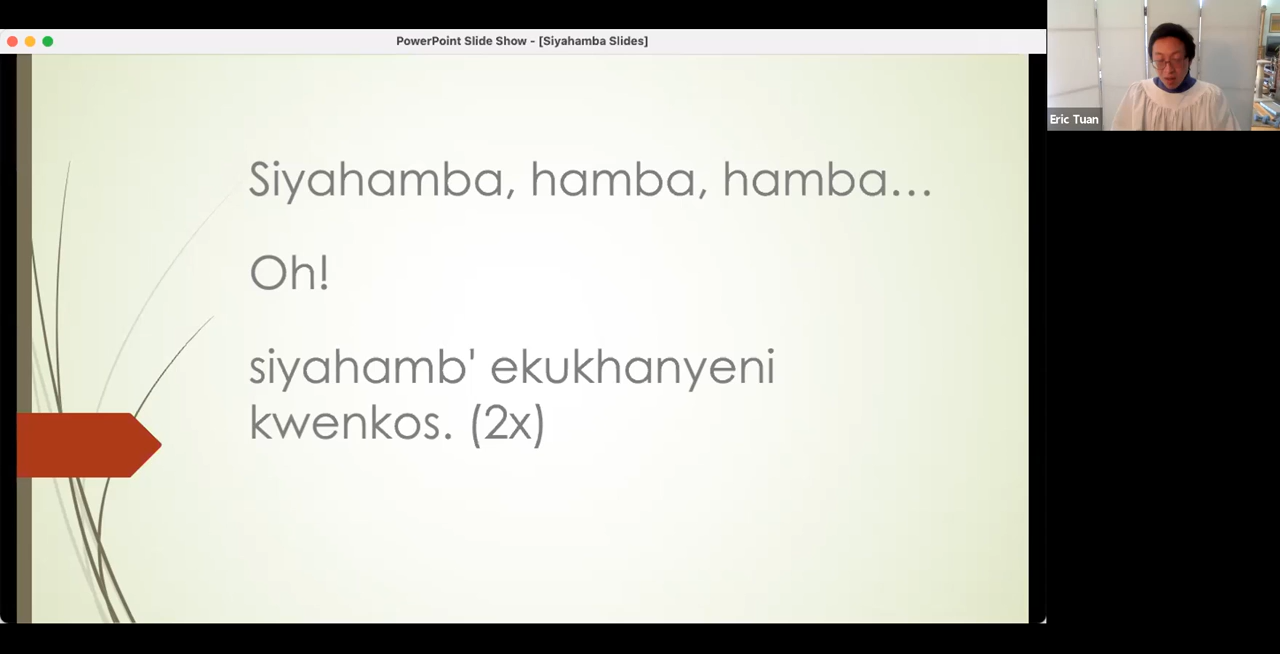 PowerPoint Slide Show - [Siyahamba Slides]
Eric Tuan
Siyahamba, hamba, hamba…
Oh!
siyahamb' ekukhanyeni
kwenkos. (2x)